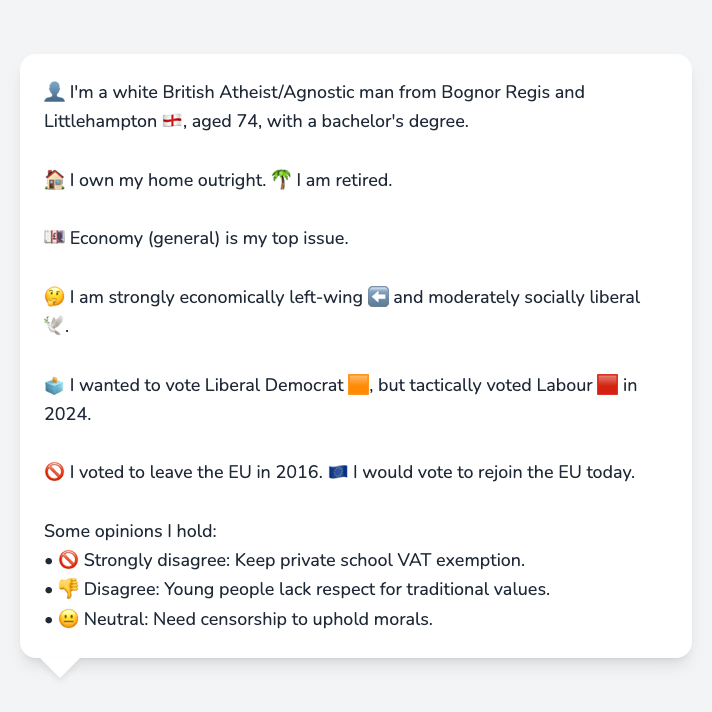 👤 I'm a white British Atheist/Agnostic man from Bognor Regis and
Littlehampton 🏴󠁧󠁢󠁥󠁮󠁧󠁿, aged 74, with a bachelor's degree.
🏠 I own my home outright. 🌴 I am retired.
💷 Economy (general) is my top issue.
🤔 I am strongly economically left-wing ⬅️ and moderately socially liberal
🕊️.
🗳️ I wanted to vote Liberal Democrat 🟧, but tactically voted Labour 🟥 in
2024.
🚫 I voted to leave the EU in 2016. 🇪🇺 I would vote to rejoin the EU today.
Some opinions I hold:
• 🚫 Strongly disagree: Keep private school VAT exemption.
• 👎 Disagree: Young people lack respect for traditional values.
• 😐 Neutral: Need censorship to uphold morals.